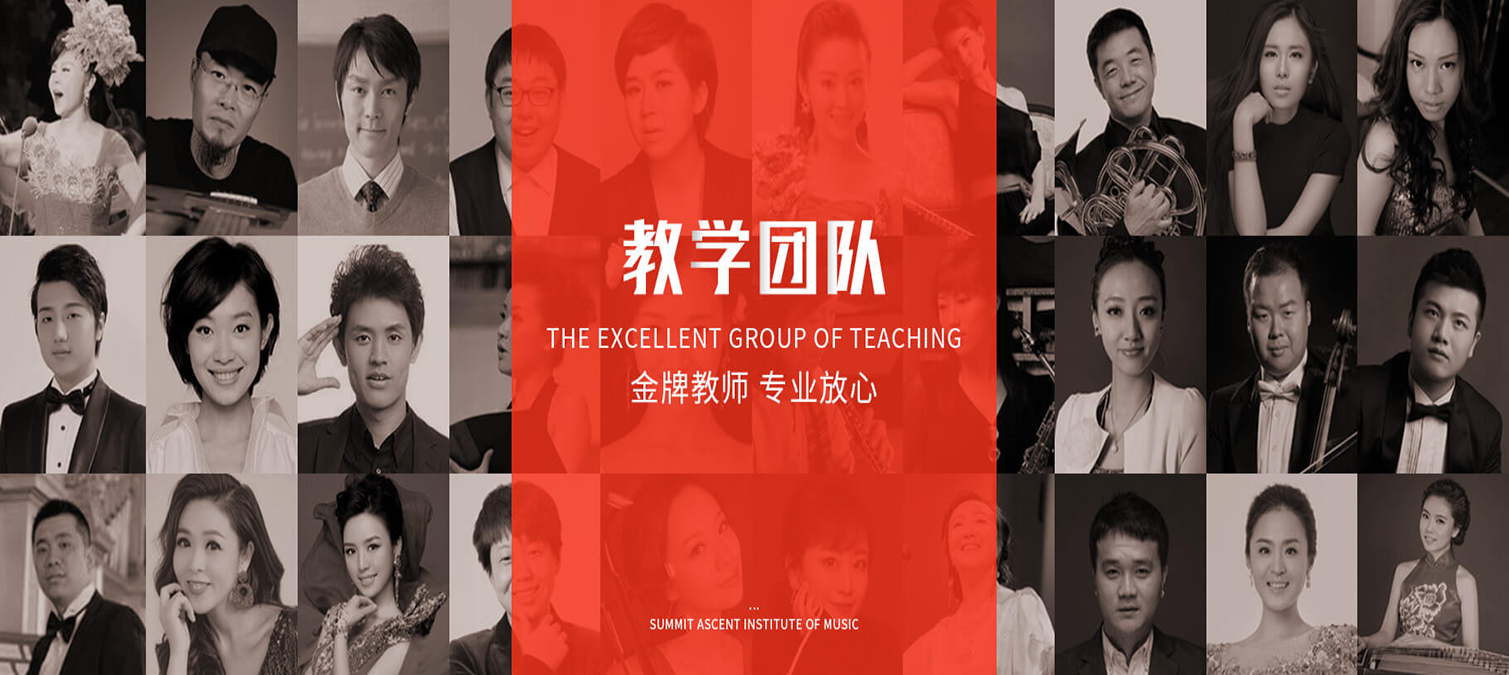 教学团队
THE EXCELLENT GROUP OF TEACHING
金牌教师 专业放心
...
SUMMIT ASCENT INSTITUTE OF MUSIC